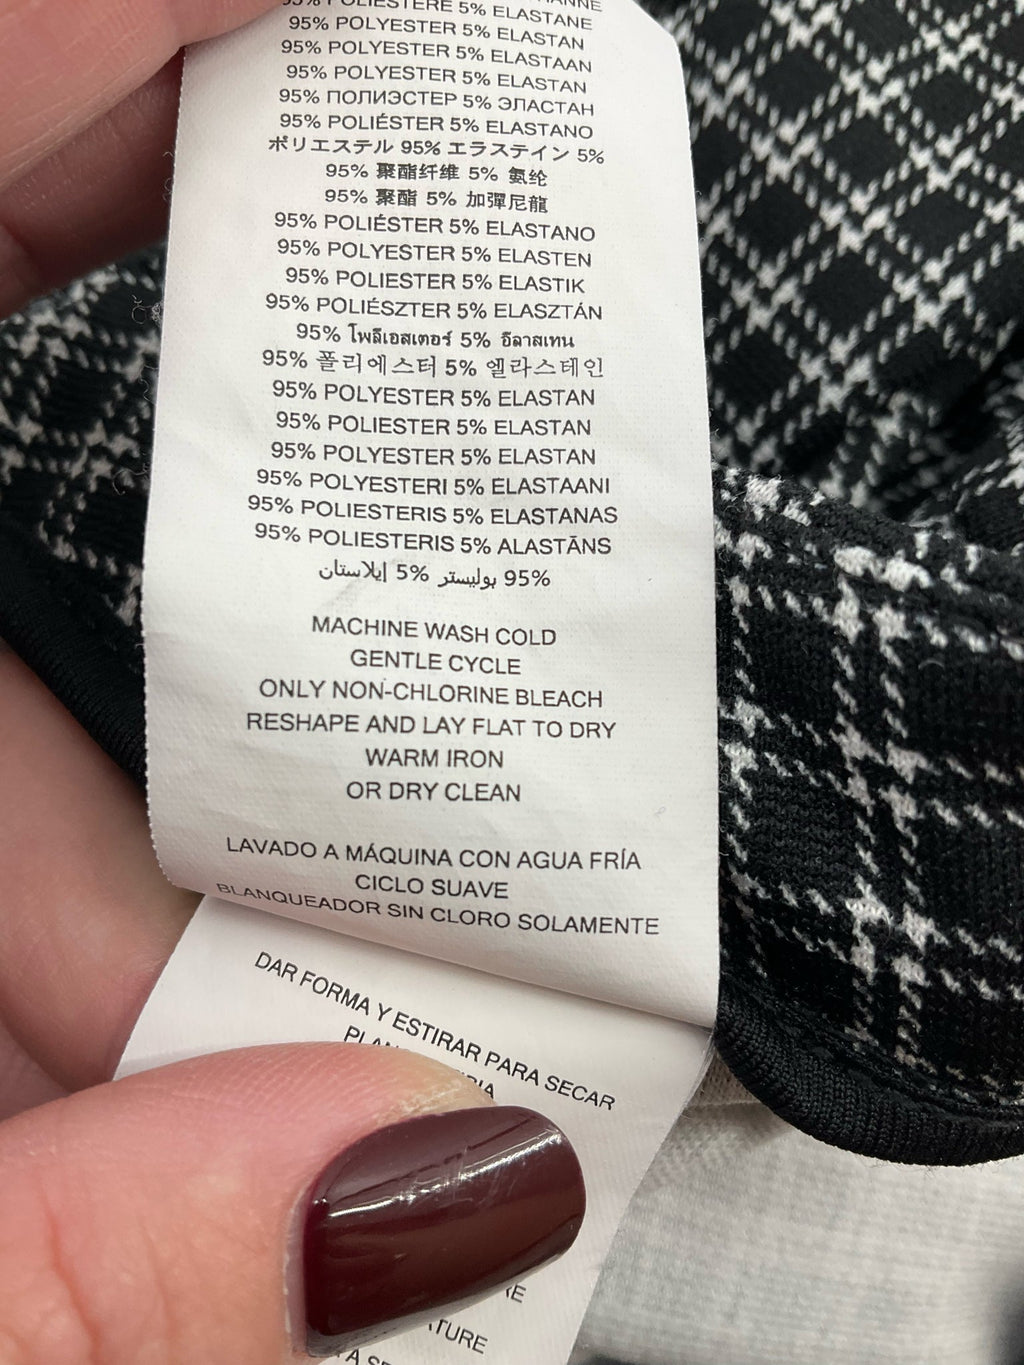 5% ELASTANE
95% POLYESTER 5% ELASTAN
95% POLYESTER 5% ELASTAAN
95% POLYESTER 5% ELASTAN
95% ПОЛИЭСТЕР 5% ЭЛАСТАН
95% POLIÉSTER 5% ELASTANO
ポリエステル 95% エラステイン 5%
95% 聚酯纤维 5% 氨纶
95% 聚酯 5% 加彈尼龍
95% POLIÉSTER 5% ELASTANO
95% POLYESTER 5% ELASTEN
95% POLIESTER 5% ELASTIK
95% POLIÉSZTER 5% ELASZTÁN
95% โพลีเอสเตอร์ 5% อีลาสเทน
95% 폴리에스터 5% 엘라스테인
95% POLYESTER 5% ELASTAN
95% POLIESTER 5% ELASTAN
95% POLYESTER 5% ELASTAN
95% POLYESTERI 5% ELASTAANI
95% POLIESTERIS 5% ELASTANAS
95% POLIESTERIS 5% ALASTĀNS
95% بوليستر 5% إيلاستان
MACHINE WASH COLD
GENTLE CYCLE
ONLY NON-CHLORINE BLEACH
RESHAPE AND LAY FLAT TO DRY
WARM IRON
OR DRY CLEAN
LAVADO A MÁQUINA CON AGUA FRÍA
CICLO SUAVE
BLANQUEADOR SIN CLORO SOLAMENTE
DAR FORMA Y ESTIRAR PARA SECAR